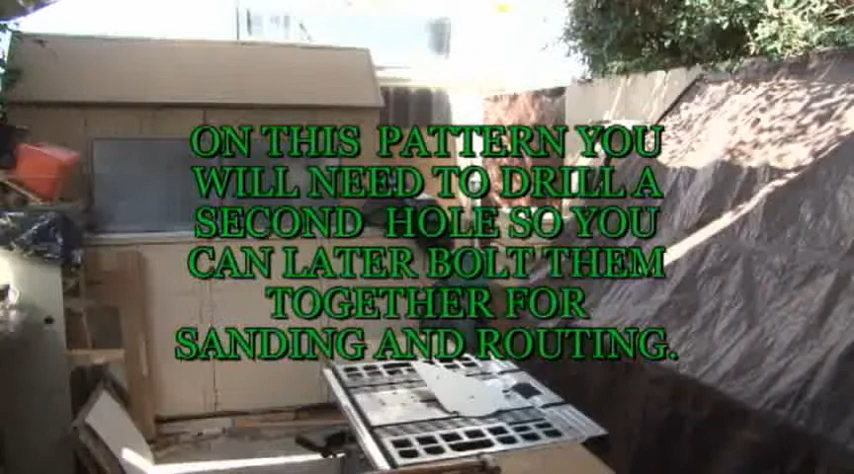 ON THIS PATTERN YOU
WILL NEED TO DRILL A
SECOND HOLE SO YOU
CAN LATER BOLT THEM
TOGETHER FOR
SANDING AND ROUTING.